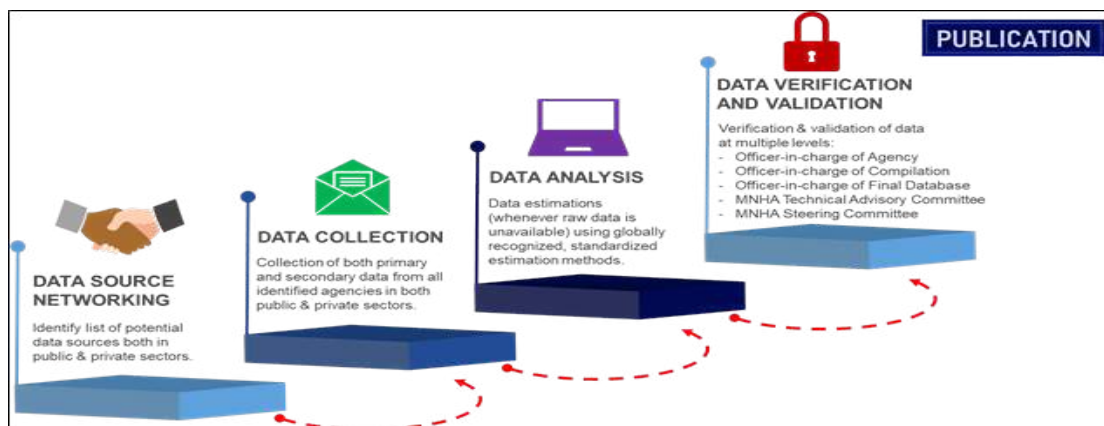 PUBLICATION
DATA VERIFICATION
AND VALIDATION
Verification & validation of data
at multiple levels:
- Officer-in-charge of Agency
- Officer-in-charge of Compilation
- Officer-in-charge of Final Database
- MNHA Technical Advisory Committee
- MNHA Steering Committee
DATA ANALYSIS
Data estimations
(whenever raw data is
unavailable) using globally
recognized, standardized
estimation methods.
DATA COLLECTION
Collection of both primary
and secondary data from all
identified agencies in both
public & private sectors.
DATA SOURCE
NETWORKING
Identify list of potential
data sources both in
public & private sectors.